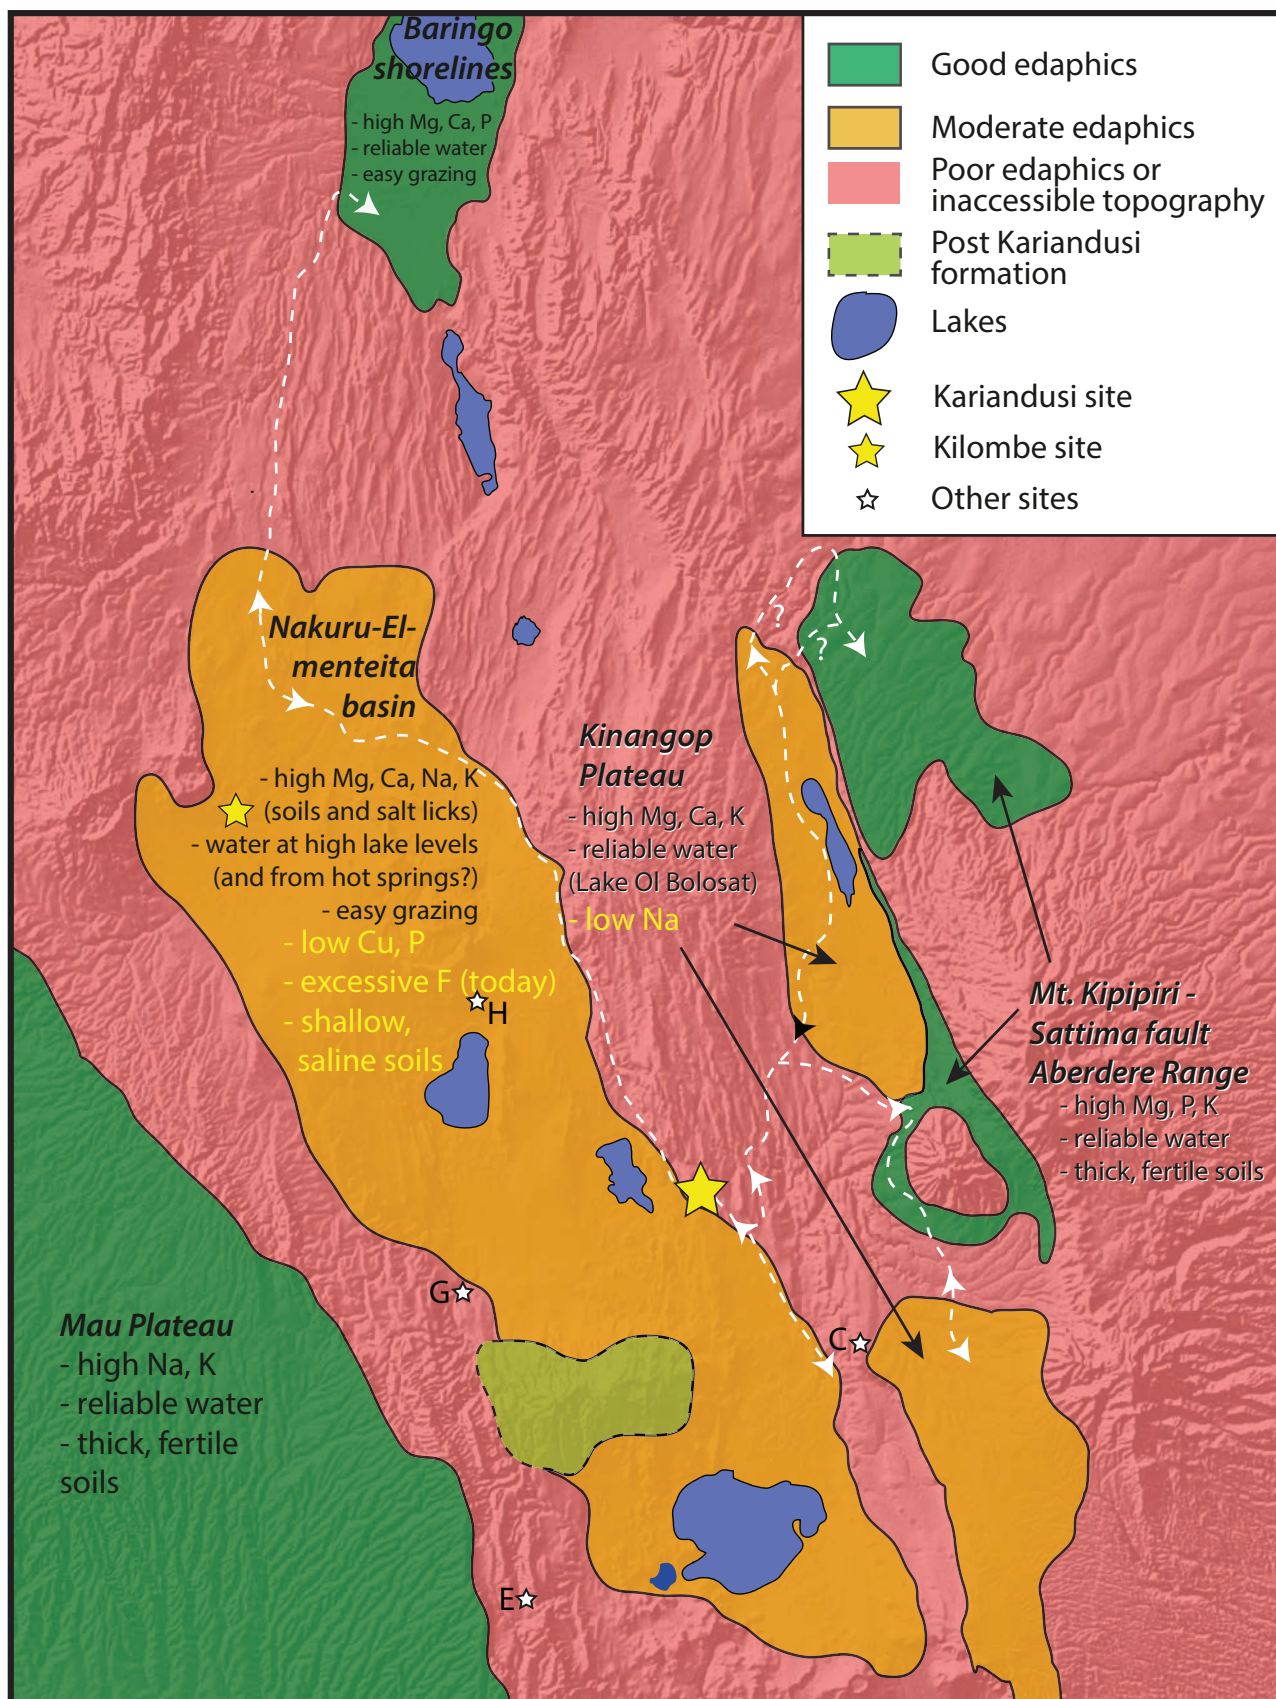 Baringo
shorelines
- high Mg, Ca, P
- reliable water
- easy grazing
Good edaphics
Moderate edaphics
Poor edaphics or
inaccessible topography
Post Kariandusi
formation
Lakes
Kariandusi site
Kilombe site
Other sites
Nakuru-El-
menteita
basin
- high Mg, Ca, Na, K
(soils and salt licks)
- water at high lake levels
(and from hot springs?)
- easy grazing
- low Cu, P
- excessive F (today)
- shallow,
saline soils
H
?
?
Kinangop
Plateau
- high Mg, Ca, K
- reliable water
(Lake Ol Bolosat)
- low Na
Mt. Kipipiri -
Sattima fault
Aberdere Range
- high Mg, P, K
- reliable water
- thick, fertile soils
G
C
Mau Plateau
- high Na, K
- reliable water
- thick, fertile
soils
E